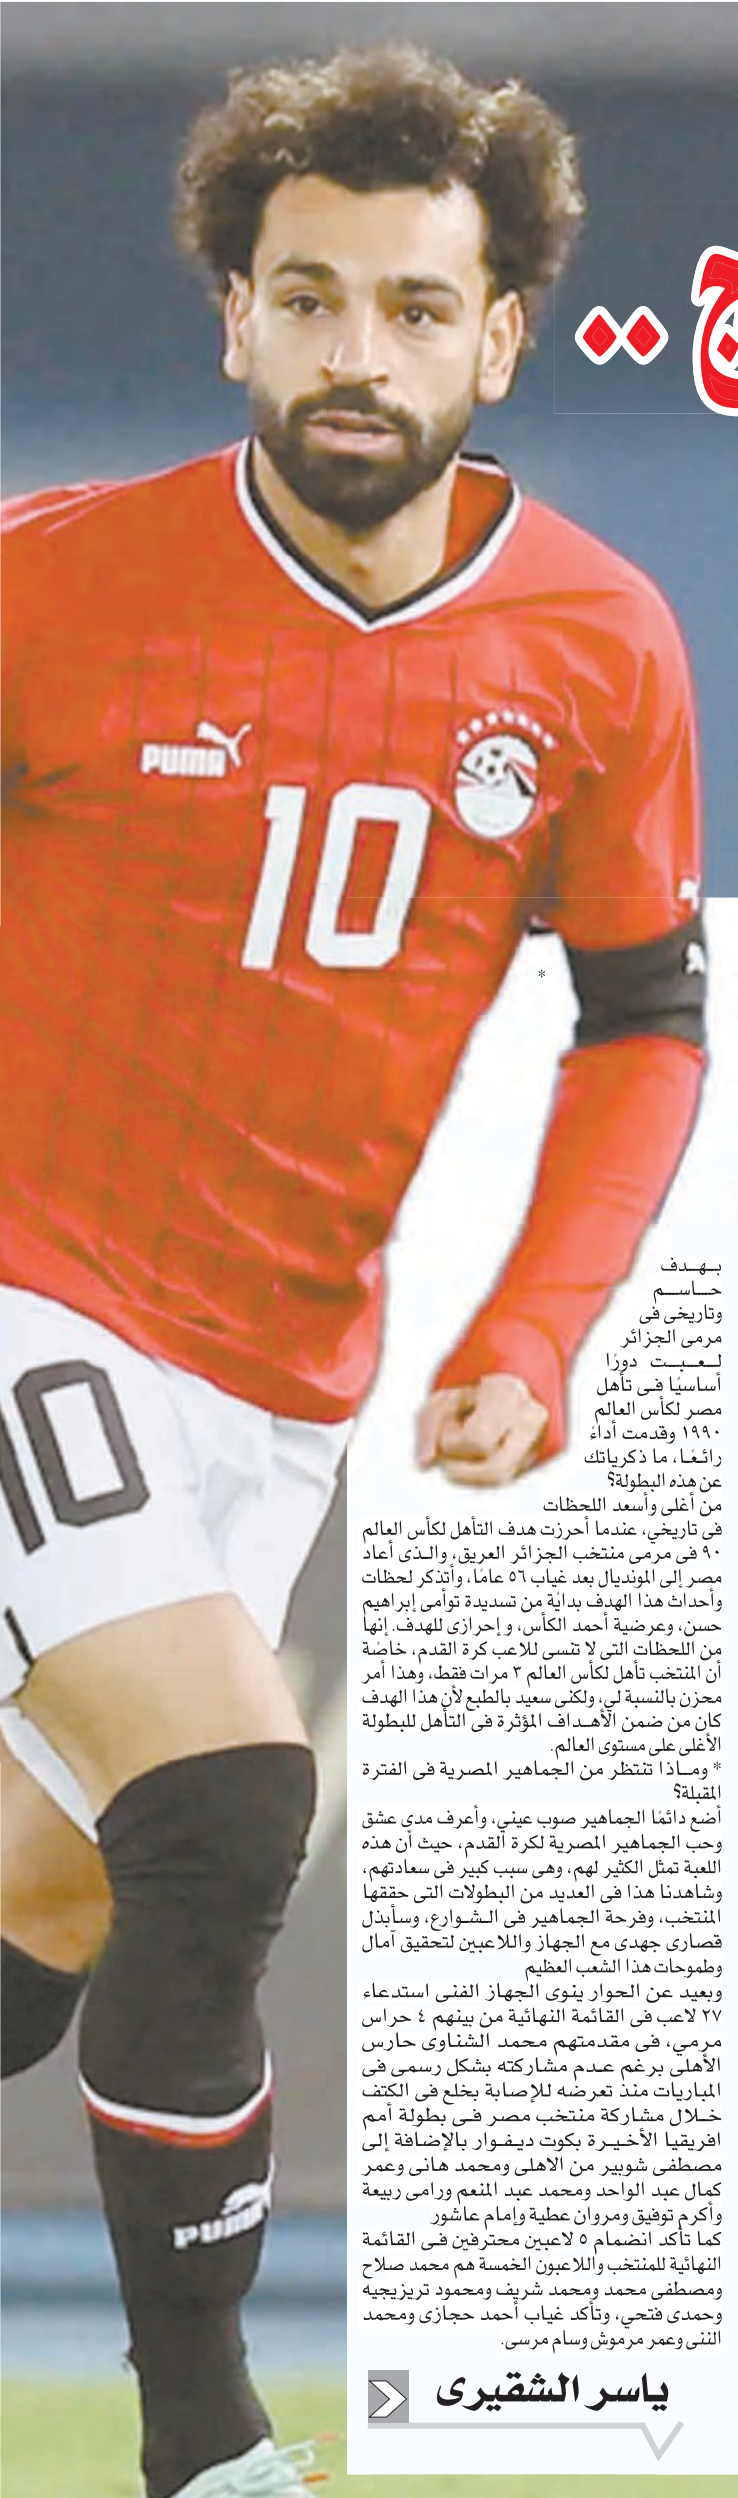 ج ..
PUMA
10
*
10
بـهـدف
حـــاســـم
وتاريخى فى
مرمى الجزائر
لـــعـــبـــت دورًا
أساسيًا فـى تأهل
مصر لكأس العالم
١٩٩٠ وقدمت أداءً
رائـعًـا، ما ذكرياتك
عن هذه البطولة؟
من أغلى وأسعد اللحظات
فى تاريخي، عندما أحرزت هدف التأهل لكأس العالم
٩٠ فى مرمى منتخب الجزائر العريق، والـذى أعاد
مصر إلى المونديال بعد غياب ٥٦ عامًا، وأتذكر لحظات
وأحداث هذا الهدف بدايًة من تسديدة توأمى إبراهيم
حسن، وعرضية أحمد الكأس، و إحرازى للهدف. إنها
من اللحظات التى لا تنسى للاعب كرة القدم، خاصًة
أن المنتخب تأهل لكأس العالم ٣ مرات فقط، وهذا أمر
محزن بالنسبة لي، ولكنى سعيد بالطبع لأن هذا الهدف
كان من ضمن الأهـداف المؤثرة فى التأهل للبطولة
الأغلى على مستوى العالم.
* ومـاذا تنتظر من الجماهير المصرية فى الفترة
المقبلة؟
أضع دائمًا الجماهير صوب عيني، وأعرف مدى عشق
وحب الجماهير المصرية لكرة القدم، حيث أن هذه
اللعبة تمثل الكثير لهم، وهى سبب كبير فى سعادتهم،
وشاهدنا هذا فى العديد من البطولات التى حققها
المنتخب، وفرحة الجماهير فى الـشـوارع، وسأبذل
قصارى جهدى مع الجهاز واللاعبين لتحقيق آمال
وطموحات هذا الشعب العظيم
وبعيد عن الحوار ينوى الجهاز الفنى استدعاء
٢٧ لاعب فى القائمة النهائية من بينهم ٤ حراس
مرمي، فى مقدمتهم محمد الشناوى حارس
الأهلى برغم عـدم مشاركته بشكل رسمى فى
المباريات منذ تعرضه للإصابة بخلع فى الكتف
خـلال مشاركة منتخب مصر فـى بطولة أمم
افريقيا الأخـيـرة بكوت ديـفـوار بالإضافة إلى
مصطفى شوبير من الاهلى ومحمد هانى وعمر
كمال عبد الواحد ومحمد عبد المنعم ورامى ربيعة
وأكرم توفيق ومروان عطية وإمام عاشور
كما تأكد انضمام ٥ لاعبين محترفين فـى القائمة
النهائية للمنتخب واللاعبون الخمسة هم محمد صلاح
ومصطفى محمد ومحمد شريف ومحمود تريزيجيه
وحمدى فتحي، وتأكد غياب أحمد حجازى ومحمد
الننى وعمر مرموش وسام مرسى.
ياسر الشقيرى
PUMA